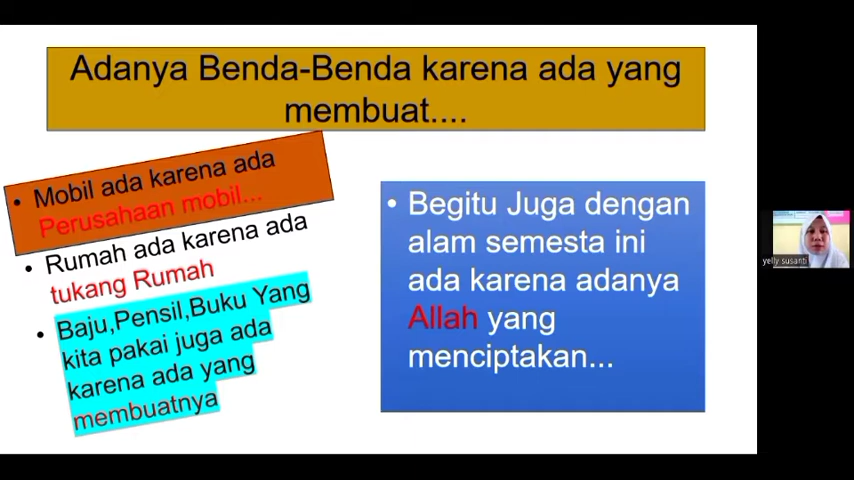 Adanya Benda-Benda karena ada yang
membuat....
• Mobil ada karena ada
Perusahaan mobil...
• Rumah ada karena ada
tukang Rumah
• Baju,Pensil,Buku Yang
kita pakai juga ada
karena ada yang
membuatnya
• Begitu Juga dengan
alam semesta ini
ada karena adanya
Allah yang
menciptakan...
yelly susanti